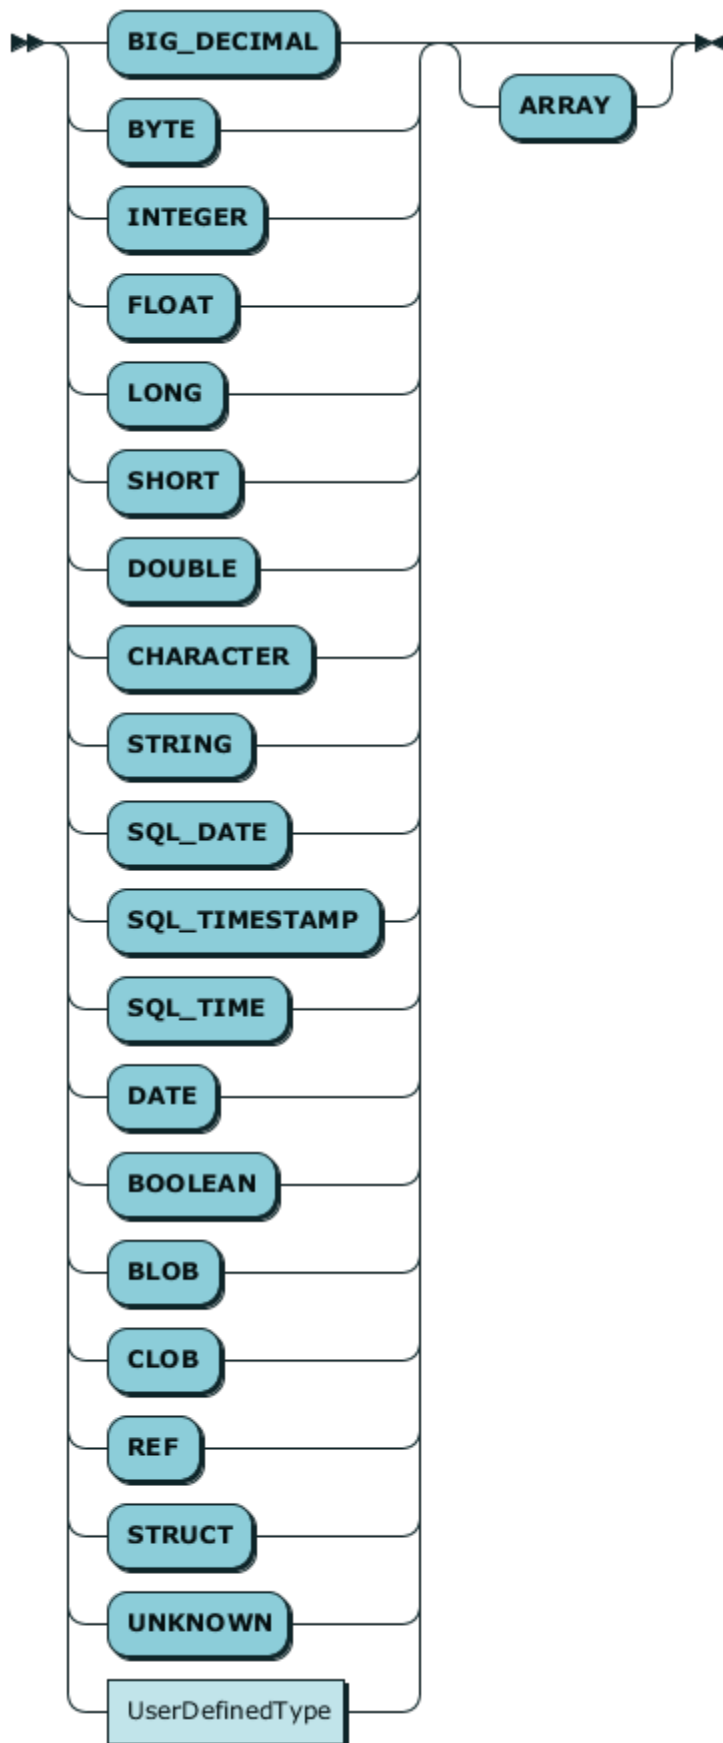 BIG_DECIMAL
ARRAY
BYTE
INTEGER
FLOAT
LONG
SHORT
DOUBLE
CHARACTER
STRING
SQL_DATE
SQL_TIMESTAMP
SQL_TIME
DATE
BOOLEAN
BLOB
CLOB
REF
STRUCT
UNKNOWN
UserDefinedType